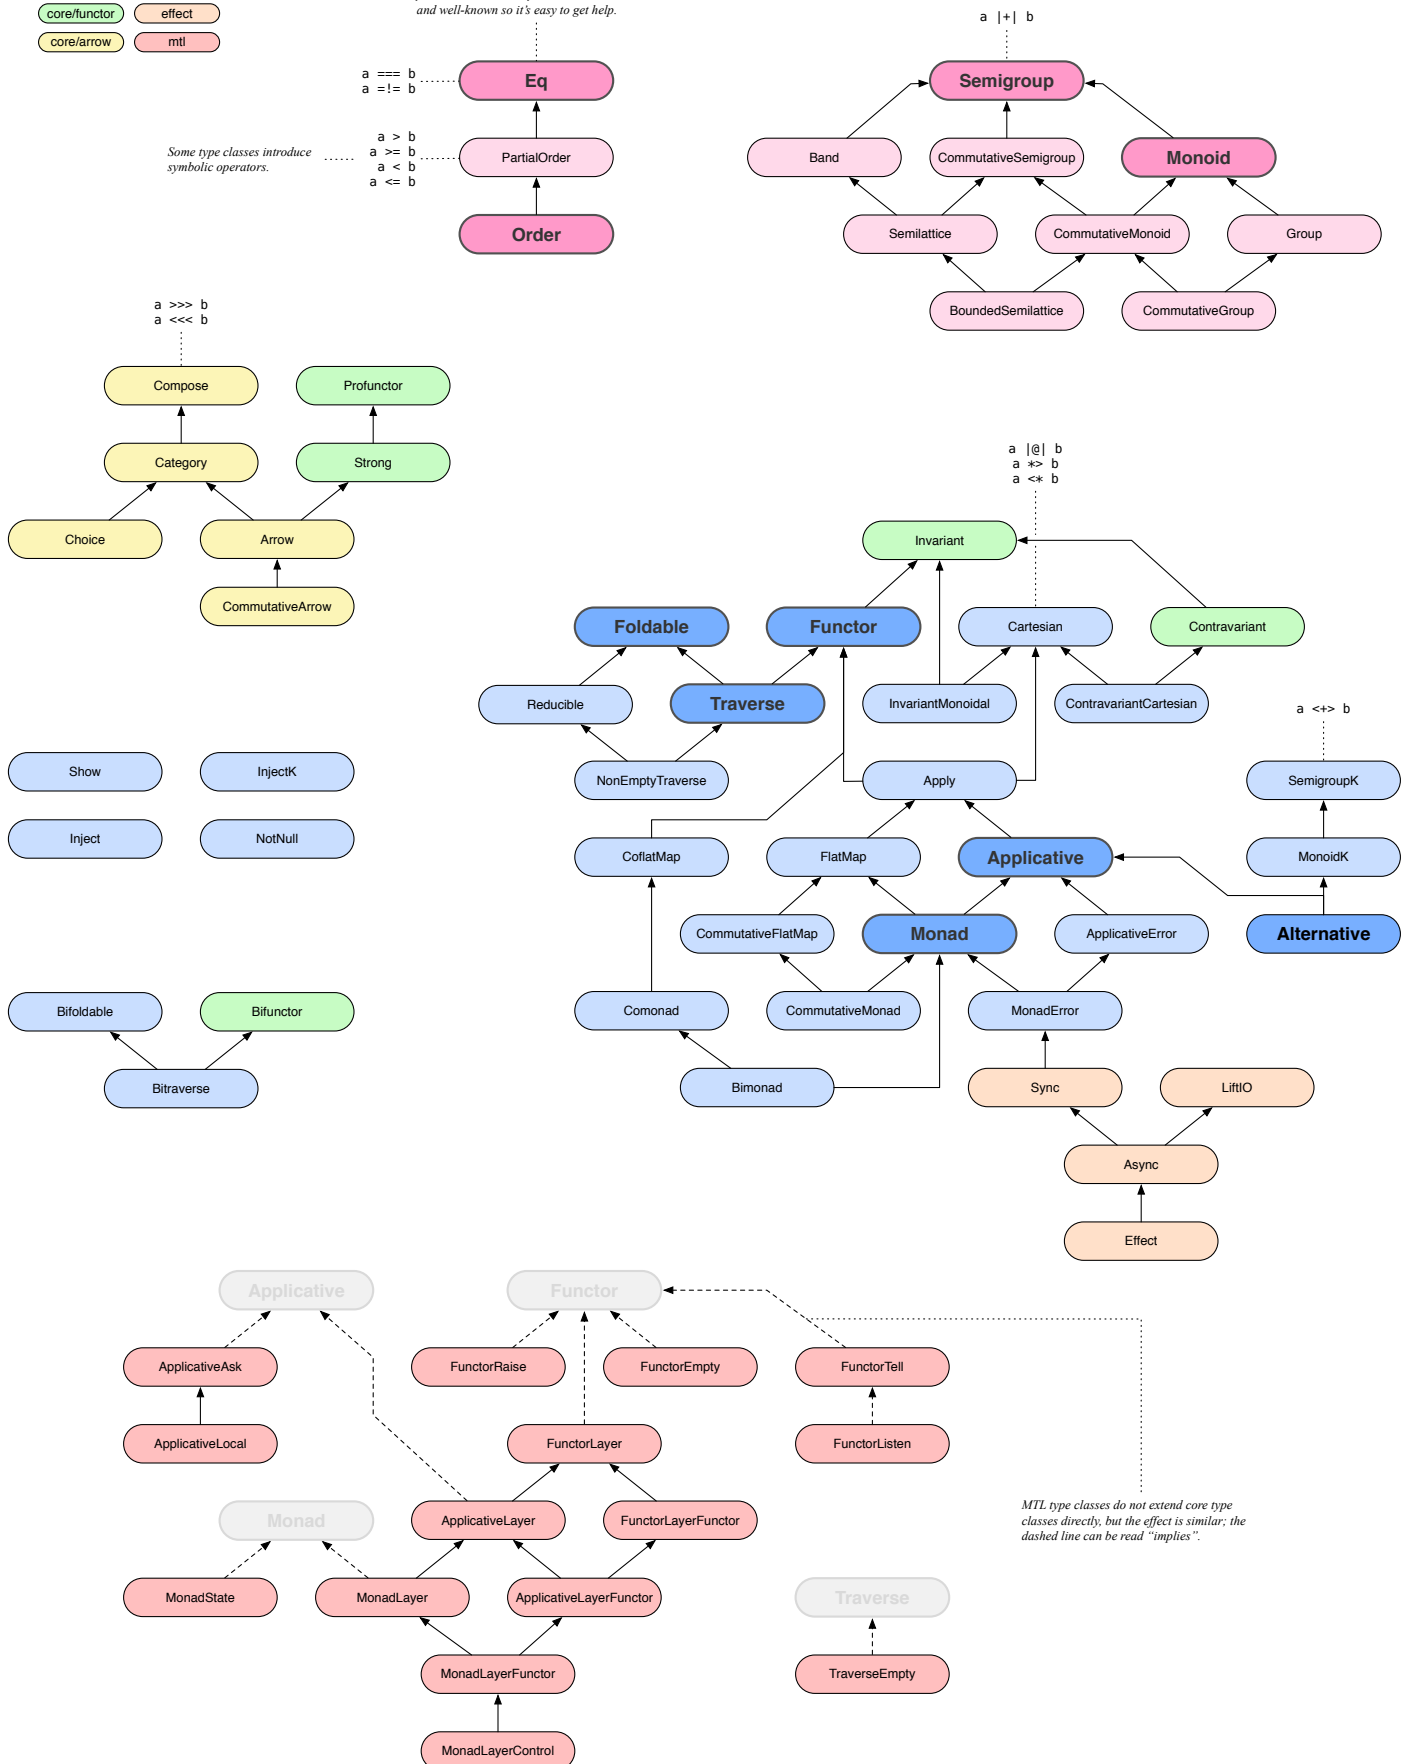 core/functor
effect
core/arrow
mtl
and well-known so it's easy to get help.
a === b
a =!= b
Eq
Some type classes introduce
symbolic operators.
a > b
a >= b
a < b
a <= b
PartialOrder
Order
a |+| b
Semigroup
Band
CommutativeSemigroup
Monoid
Semilattice
CommutativeMonoid
Group
BoundedSemilattice
CommutativeGroup
a >>> b
a <<< b
Compose
Profunctor
Category
Strong
Choice
Arrow
CommutativeArrow
a |@| b
a *> b
a <* b
Invariant
Foldable
Functor
Cartesian
Contravariant
Reducible
Traverse
InvariantMonoidal
ContravariantCartesian
a <+> b
Show
InjectK
NonEmptyTraverse
Apply
SemigroupK
Inject
NotNull
CoflatMap
FlatMap
Applicative
MonoidK
CommutativeFlatMap
Monad
ApplicativeError
Alternative
Bifoldable
Bifunctor
Comonad
CommutativeMonad
MonadError
Bitraverse
Bimonad
Sync
LiftIO
Async
Effect
Applicative
Functor
ApplicativeAsk
FunctorRaise
FunctorEmpty
FunctorTell
ApplicativeLocal
FunctorLayer
FunctorListen
Monad
ApplicativeLayer
FunctorLayerFunctor
MTL type classes do not extend core type
classes directly, but the effect is similar; the
dashed line can be read “implies”.
MonadState
MonadLayer
ApplicativeLayerFunctor
Traverse
MonadLayerFunctor
TraverseEmpty
MonadLayerControl